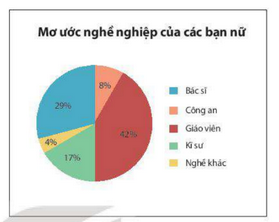 Mơ ước nghề nghiệp của các bạn nữ
8%
42%
17%
4%
29%
Bác sĩ
Công an
Giáo viên
Kĩ sư
Nghề khác